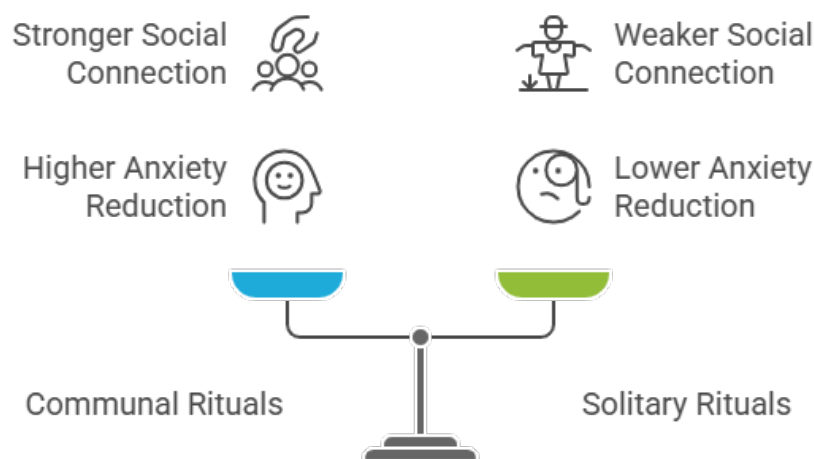 Stronger Social
Connection
Weaker Social
Connection
Higher Anxiety
Reduction
Lower Anxiety
Reduction
Communal Rituals
Solitary Rituals